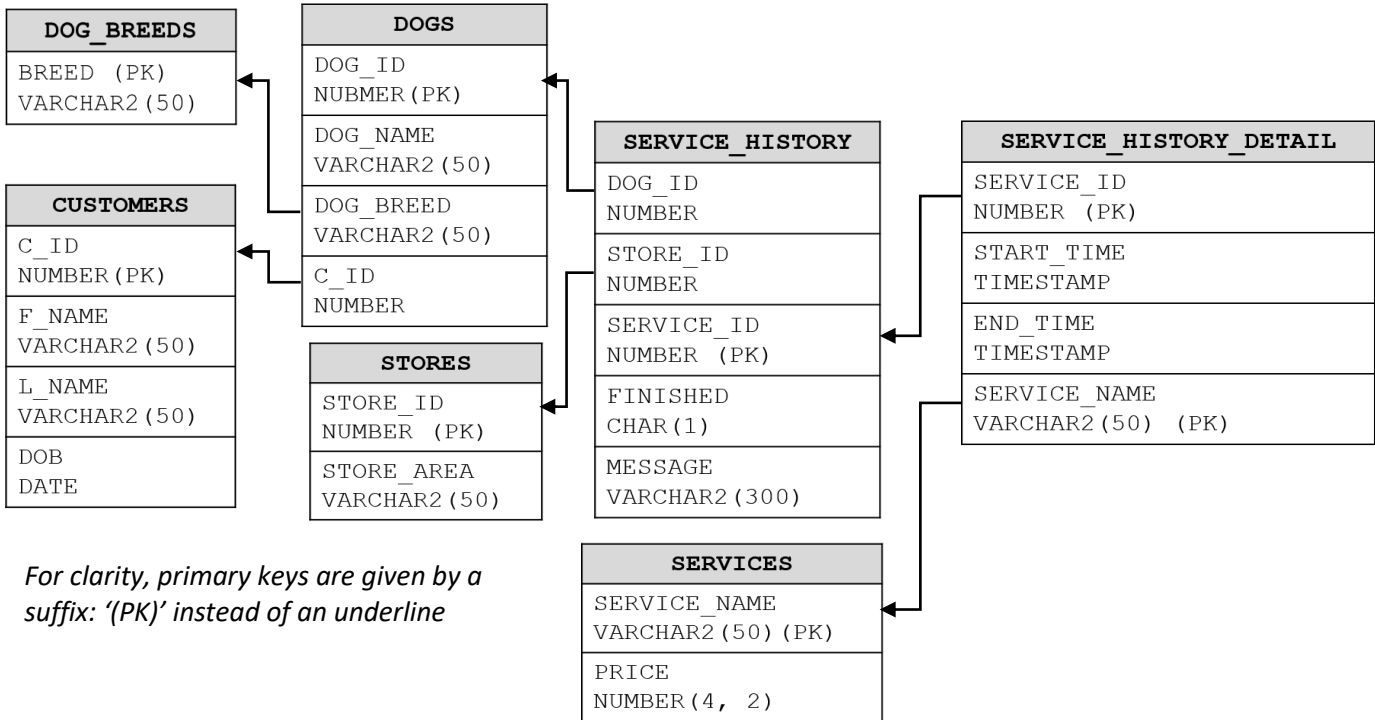 DOG_BREEDS
BREED (PK)
VARCHAR2(50)
CUSTOMERS
C_ID
NUMBER(PK)
F_NAME
VARCHAR2(50)
L_NAME
VARCHAR2(50)
DOB
DATE
DOGS
DOG_ID
NUBMER(PK)
DOG_NAME
VARCHAR2(50)
DOG_BREED
VARCHAR2(50)
C_ID
NUMBER
STORES
STORE_ID
NUMBER (PK)
STORE_AREA
VARCHAR2(50)
SERVICE_HISTORY
DOG_ID
NUMBER
STORE_ID
NUMBER
SERVICE_ID
NUMBER (PK)
FINISHED
CHAR(1)
MESSAGE
VARCHAR2(300)
SERVICE_HISTORY_DETAIL
SERVICE_ID
NUMBER (PK)
START_TIME
TIMESTAMP
END_TIME
TIMESTAMP
SERVICE_NAME
VARCHAR2(50) (PK)
SERVICES
SERVICE_NAME
VARCHAR2(50)(PK)
PRICE
NUMBER(4, 2)
For clarity, primary keys are given by a
suffix: ‘(PK)’ instead of an underline